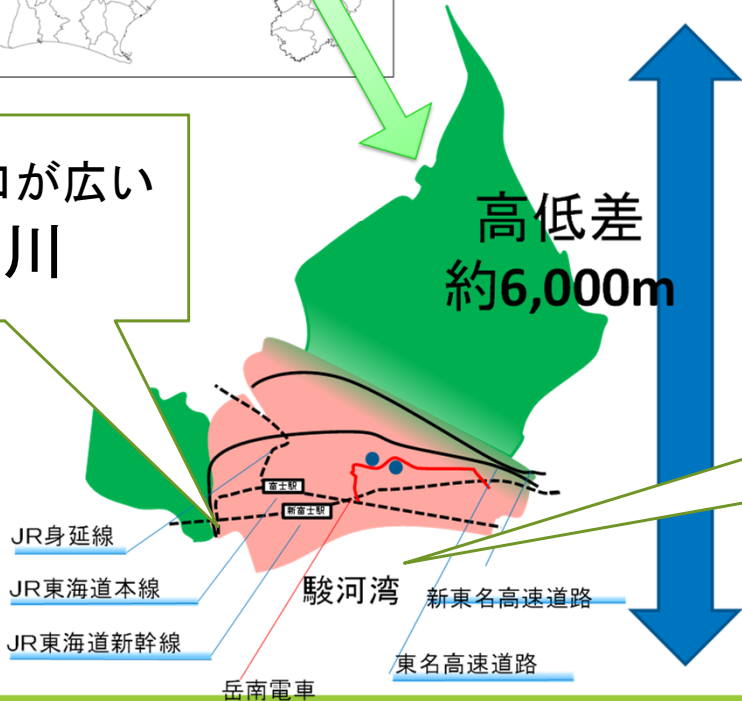 が広い
川
高低差
約6,000m
富士駅
新富士駅
JR身延線
JR東海道本線
JR東海道新幹線
岳南電車
駿河湾
新東名高速道路
東名高速道路